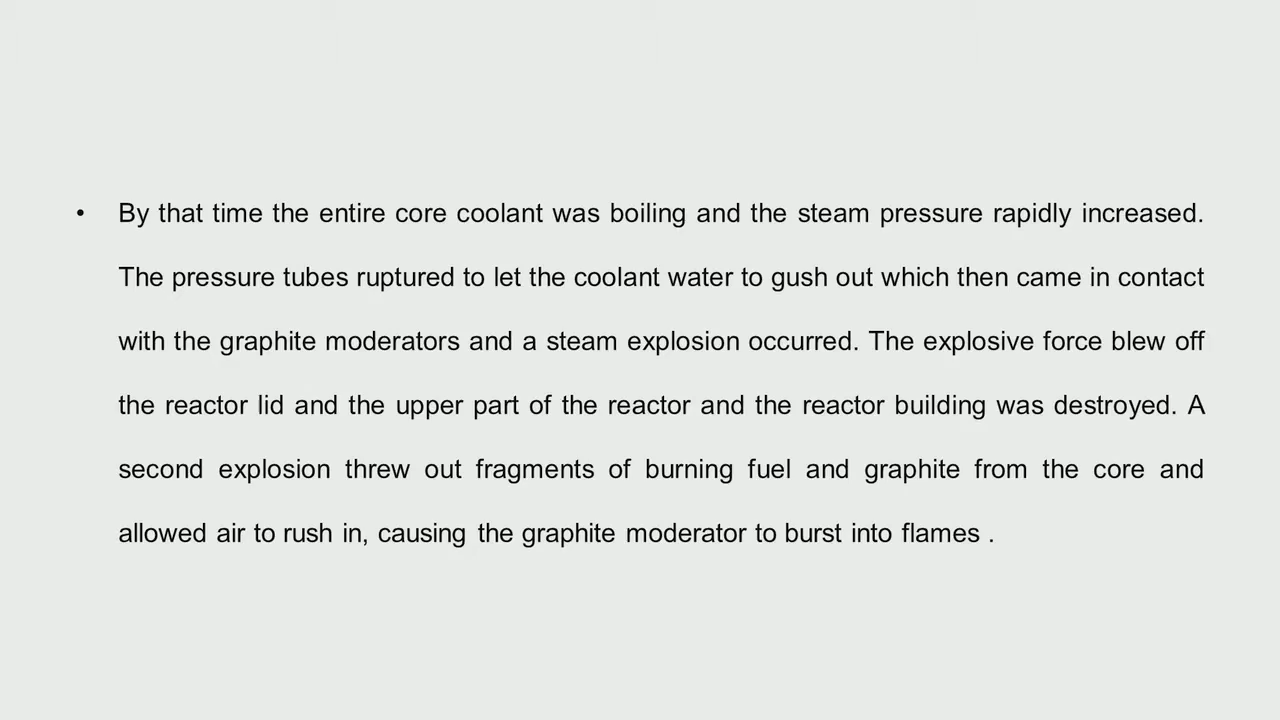 • By that time the entire core coolant was boiling and the steam pressure rapidly increased.
The pressure tubes ruptured to let the coolant water to gush out which then came in contact
with the graphite moderators and a steam explosion occurred. The explosive force blew off
the reactor lid and the upper part of the reactor and the reactor building was destroyed. A
second explosion threw out fragments of burning fuel and graphite from the core and
allowed air to rush in, causing the graphite moderator to burst into flames .